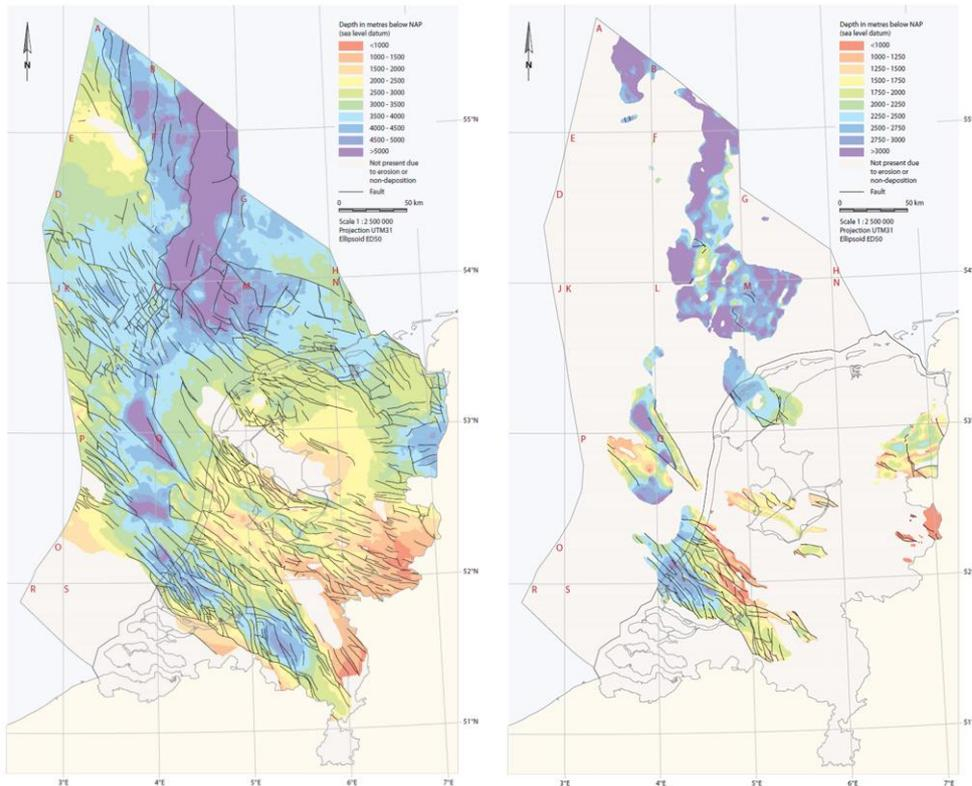 Depth in metres below NAP
(sea level datum)
<1000
1000 - 1500
1500 - 2000
2000 - 2500
2500 - 3000
3000 - 3500
3500 - 4000
4000 - 4500
4500 - 5000
>5000
Not present due
to erosion or
non-deposition
Fault
0 50 km
Scale 1 : 2 500 000
Projection UTM31
Ellipsoid ED50
N
A
B
E
F
D
G
H
J K
M
N
P
Q
O
R S
55°N
54°N
53°N
52°N
51°N
3°E 4°E 5°E 6°E 7°E
Depth in metres below NAP
(sea level datum)
<1000
1000 - 1250
1250 - 1500
1500 - 1750
1750 - 2000
2000 - 2250
2250 - 2500
2500 - 2750
2750 - 3000
>3000
Not present due
to erosion or
non-deposition
Fault
0 50 km
Scale 1 : 2 500 000
Projection UTM31
Ellipsoid ED50
N
A
B
E
F
D
G
H
J K
L
M
N
P
Q
O
R S
55°
54°
53°
52°
51°
3°E 4°E 5°E 6°E 7°E